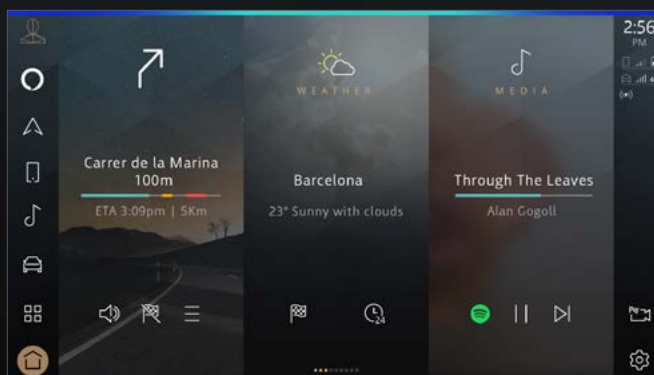 2:56
PM
WEATHER
MEDIA
Carrer de la Marina
100m
ETA 3:09pm | 5Km
Barcelona
23° Sunny with clouds
Through The Leaves
Alan Gogoll
24